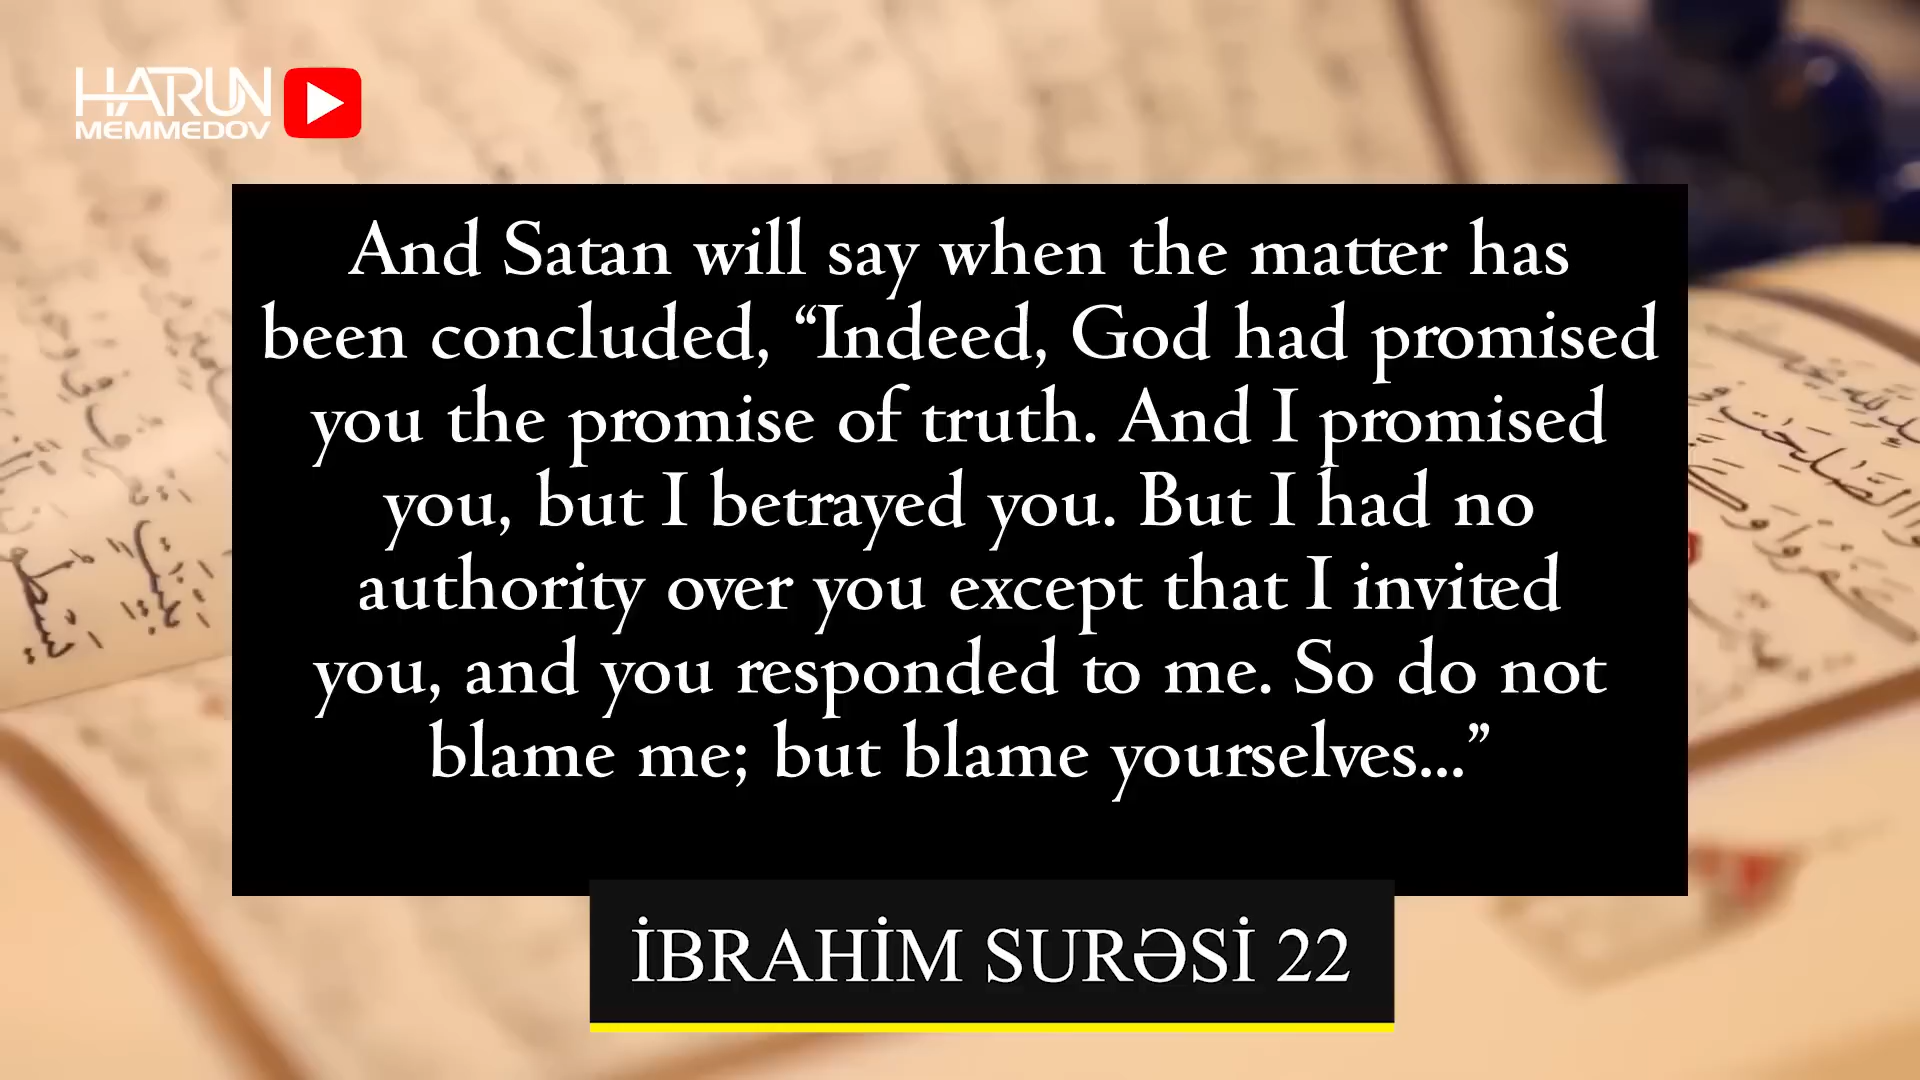 HARUN
MEMMEDOV
And Satan will say when the matter has
been concluded, “Indeed, God had promised
you the promise of truth. And I promised
you, but I betrayed you. But I had no
authority over you except that I invited
you, and you responded to me. So do not
blame me; but blame yourselves...”
İBRAHİM SURƏSİ 22